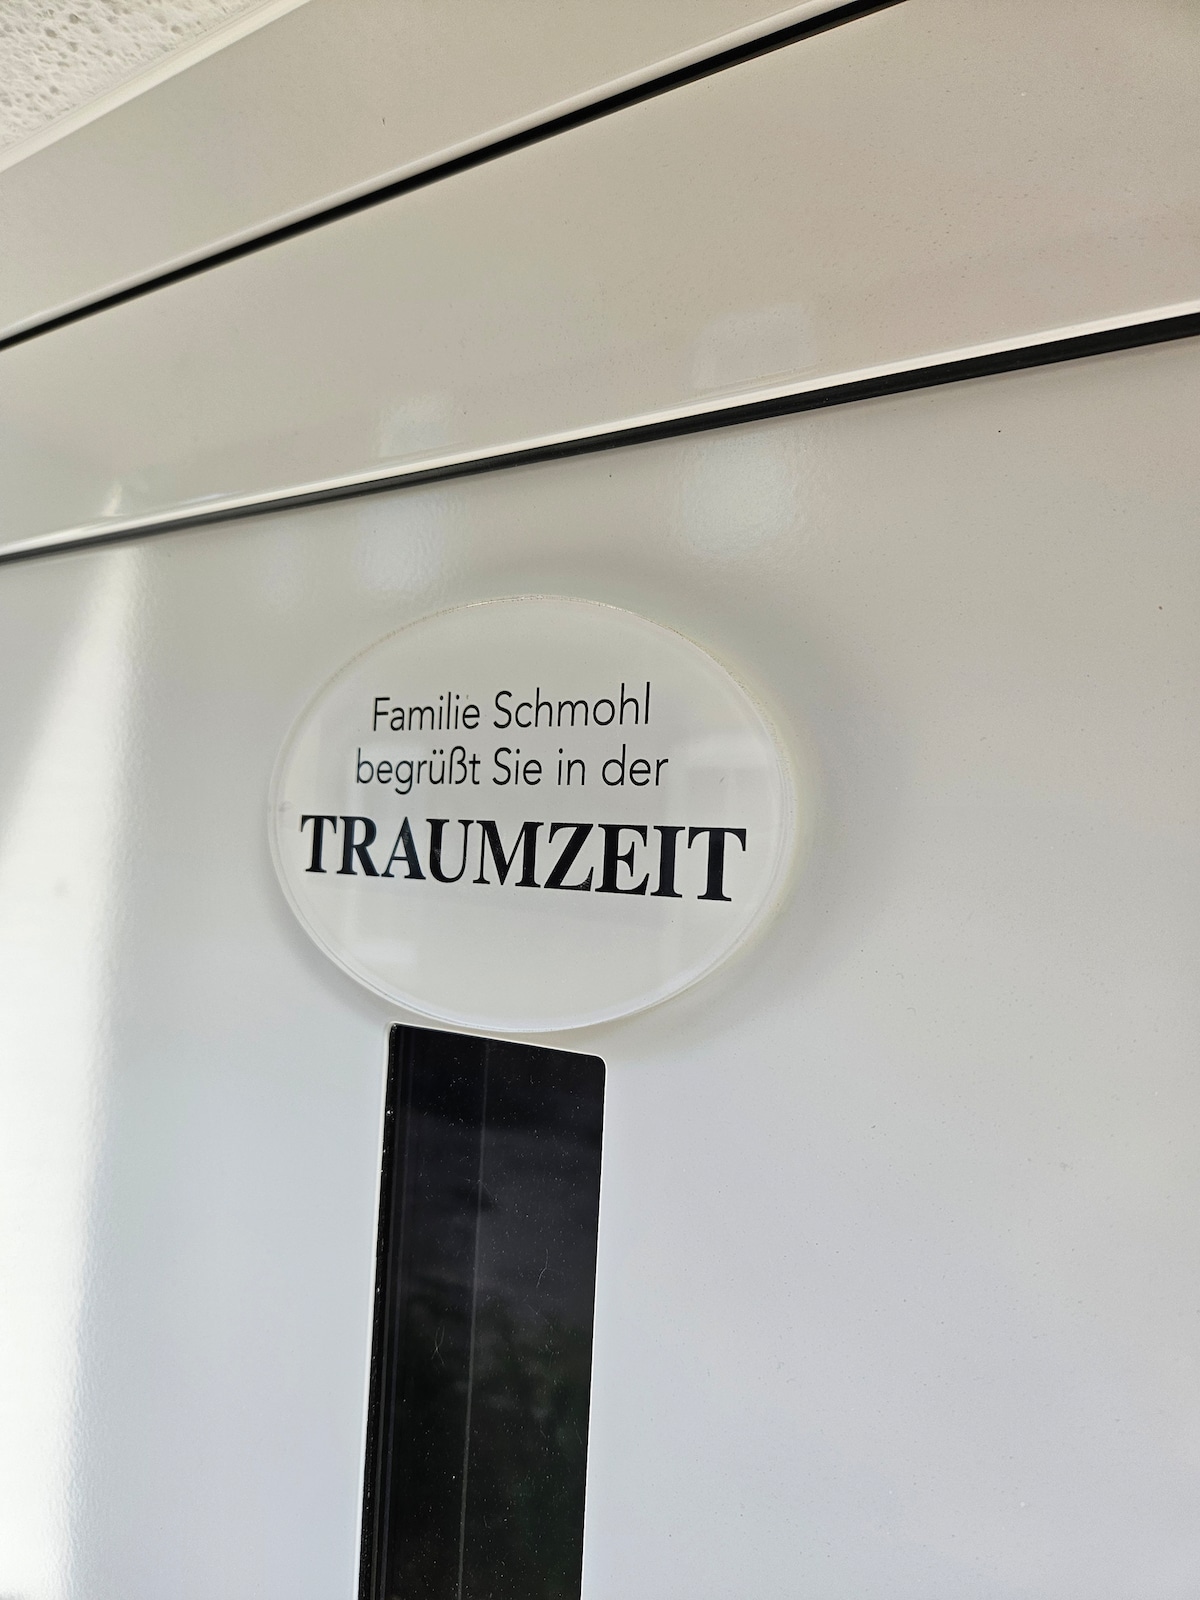 Familie Schmohl
begrüßt Sie in der
TRAUMZEIT